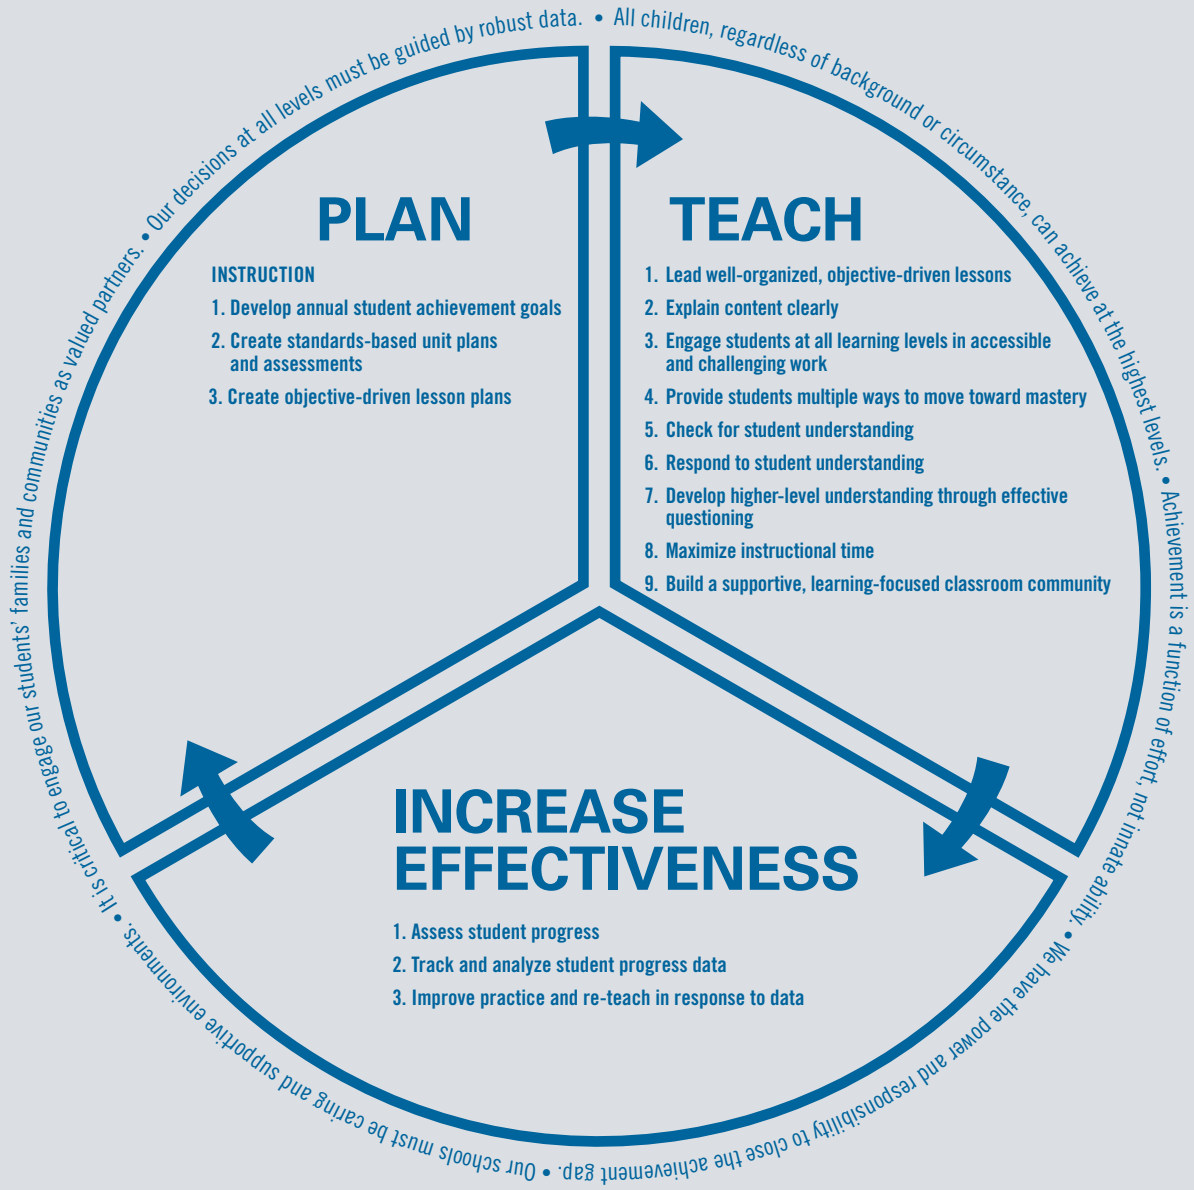 All children, regardless of background or circumstance, can achieve at the highest levels. • Achievement is a function of effort, not innate ability. • We have the power and responsibility to close the achievement gap. • Our schools must be caring and supportive environments. • It is critical to engage our students' families and communities as valued partners. • Our decisions at all levels must be guided by robust data. •
PLAN
INSTRUCTION
1. Develop annual student achievement goals
2. Create standards-based unit plans
and assessments
3. Create objective-driven lesson plans
TEACH
1. Lead well-organized, objective-driven lessons
2. Explain content clearly
3. Engage students at all learning levels in accessible
and challenging work
4. Provide students multiple ways to move toward mastery
5. Check for student understanding
6. Respond to student understanding
7. Develop higher-level understanding through effective
questioning
8. Maximize instructional time
9. Build a supportive, learning-focused classroom community
INCREASE
EFFECTIVENESS
1. Assess student progress
2. Track and analyze student progress data
3. Improve practice and re-teach in response to data